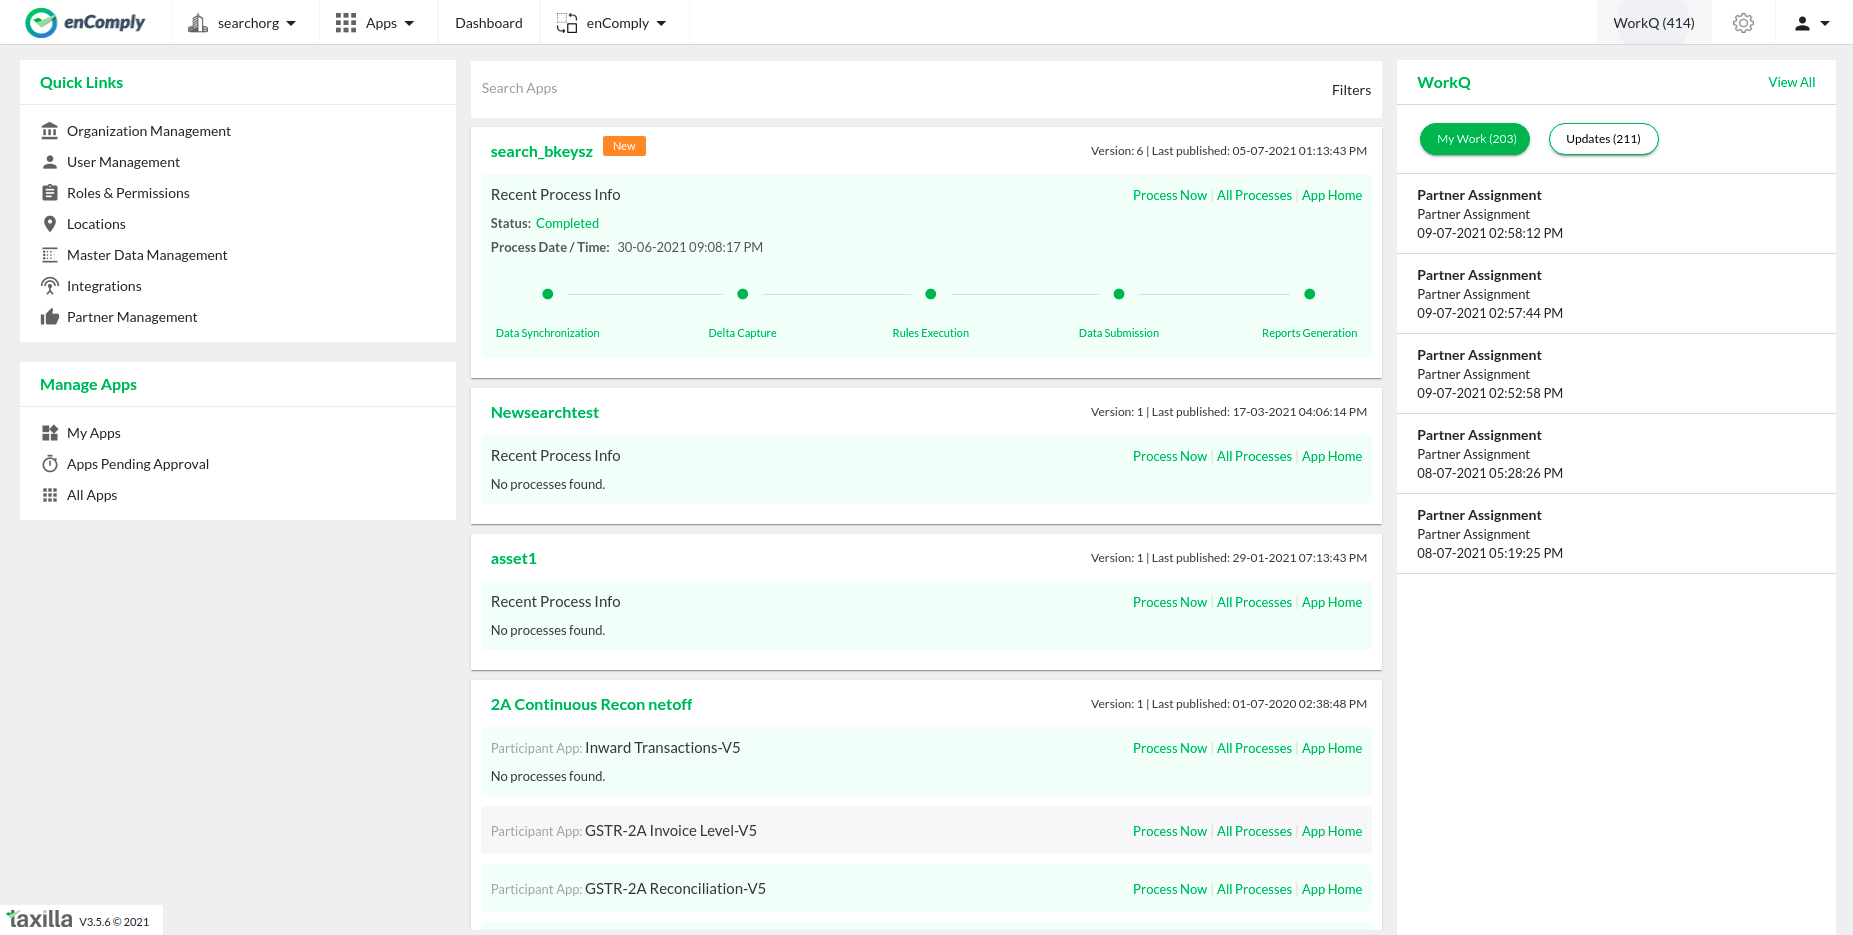 enComply
searchorg
Apps
Dashboard
enComply
WorkQ (414)
Quick Links
Organization Management
User Management
Roles & Permissions
Locations
Master Data Management
Integrations
Partner Management
Manage Apps
My Apps
Apps Pending Approval
All Apps
Search Apps
Filters
search_bkeysz New
Version: 6 | Last published: 05-07-2021 01:13:43 PM
Recent Process Info
Process Now | All Processes | App Home
Status: Completed
Process Date / Time: 30-06-2021 09:08:17 PM
Data Synchronization
Delta Capture
Rules Execution
Data Submission
Reports Generation
Newsearchtest
Version: 1 | Last published: 17-03-2021 04:06:14 PM
Recent Process Info
Process Now | All Processes | App Home
No processes found.
asset1
Version: 1 | Last published: 29-01-2021 07:13:43 PM
Recent Process Info
Process Now | All Processes | App Home
No processes found.
2A Continuous Recon netoff
Version: 1 | Last published: 01-07-2020 02:38:48 PM
Participant App: Inward Transactions-V5
Process Now | All Processes | App Home
No processes found.
Participant App: GSTR-2A Invoice Level-V5
Process Now | All Processes | App Home
Participant App: GSTR-2A Reconciliation-V5
Process Now | All Processes | App Home
WorkQ
View All
My Work (203)
Updates (211)
Partner Assignment
Partner Assignment
09-07-2021 02:58:12 PM
Partner Assignment
Partner Assignment
09-07-2021 02:57:44 PM
Partner Assignment
Partner Assignment
09-07-2021 02:52:58 PM
Partner Assignment
Partner Assignment
08-07-2021 05:28:26 PM
Partner Assignment
Partner Assignment
08-07-2021 05:19:25 PM
taxilla V3.5.6 © 2021